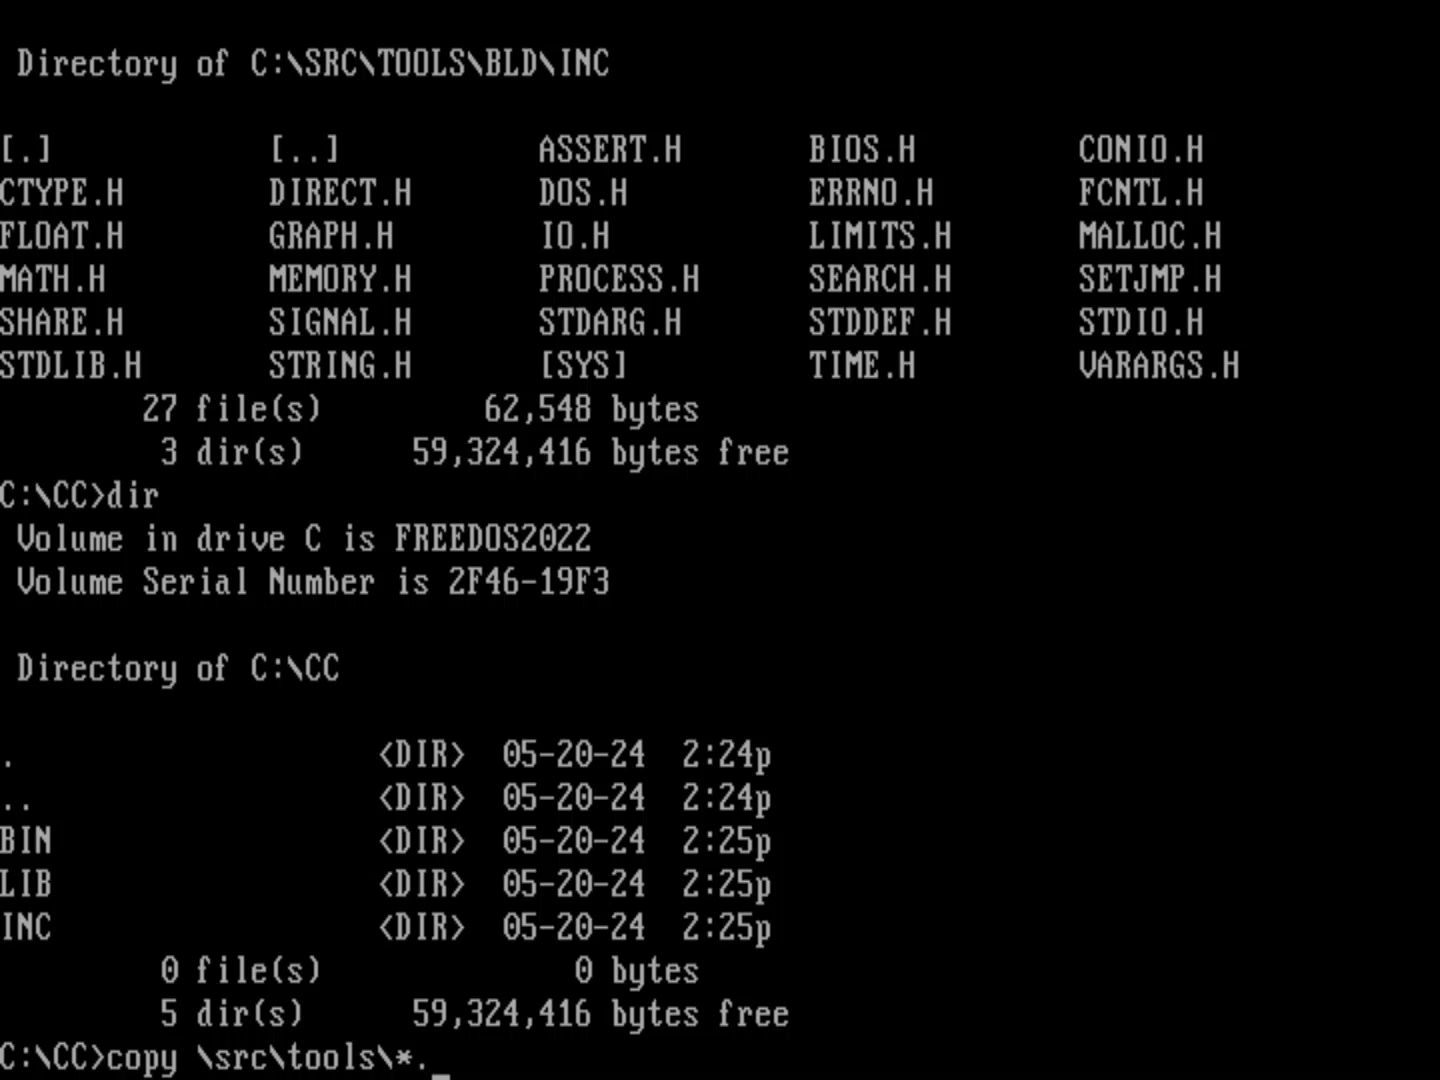 Directory of C:\SRC\TOOLS\BLD\INC
[.] [..] ASSERT.H BIOS.H CONIO.H
CTYPE.H DIRECT.H DOS.H ERRNO.H FCNTL.H
FLOAT.H GRAPH.H IO.H LIMITS.H MALLOC.H
MATH.H MEMORY.H PROCESS.H SEARCH.H SETJMP.H
SHARE.H SIGNAL.H STDARG.H STDDEF.H STDIO.H
STDLIB.H STRING.H [SYS] TIME.H VARARGS.H
27 file(s) 62,548 bytes
3 dir(s) 59,324,416 bytes free
C:\CC>dir
Volume in drive C is FREEDOS2022
Volume Serial Number is 2F46-19F3
Directory of C:\CC
. <DIR> 05-20-24 2:24p
.. <DIR> 05-20-24 2:24p
BIN <DIR> 05-20-24 2:25p
LIB <DIR> 05-20-24 2:25p
INC <DIR> 05-20-24 2:25p
0 file(s) 0 bytes
5 dir(s) 59,324,416 bytes free
C:\CC>copy \src\tools\*._